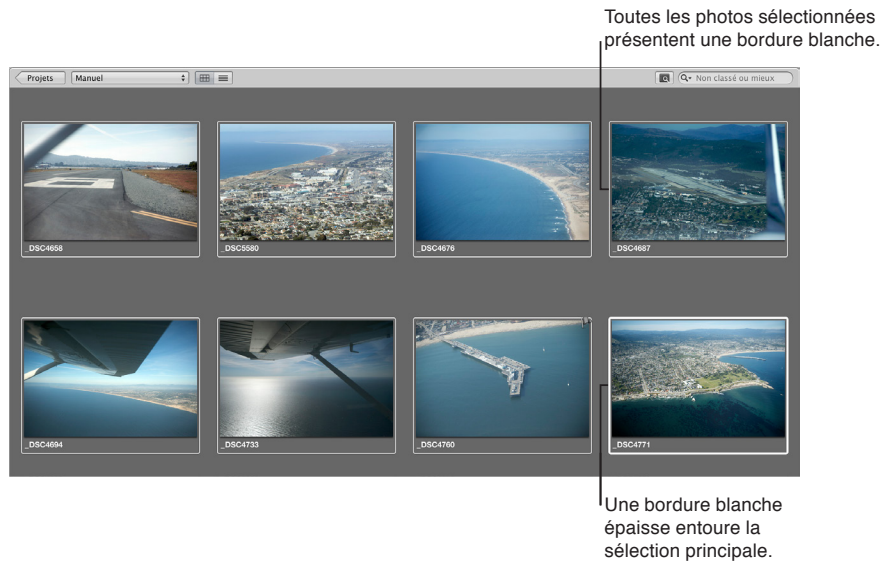 Toutes les photos sélectionnées
présentent une bordure blanche.
Projets
Manuel
Non classé ou mieux
_DSC4658
_DSC5580
_DSC4676
_DSC4687
_DSC4694
_DSC4733
_DSC4760
_DSC4771
Une bordure blanche
épaisse entoure la
sélection principale.